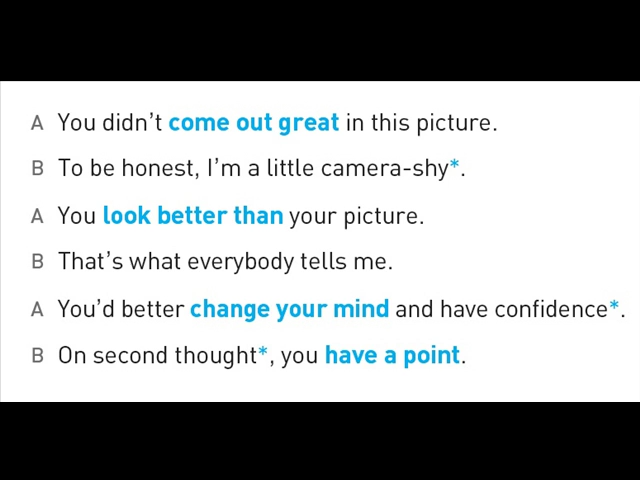 A You didn't come out great in this picture.
B To be honest, I'm a little camera-shy*.
A You look better than your picture.
B That's what everybody tells me.
A You'd better change your mind and have confidence*.
B On second thought*, you have a point.